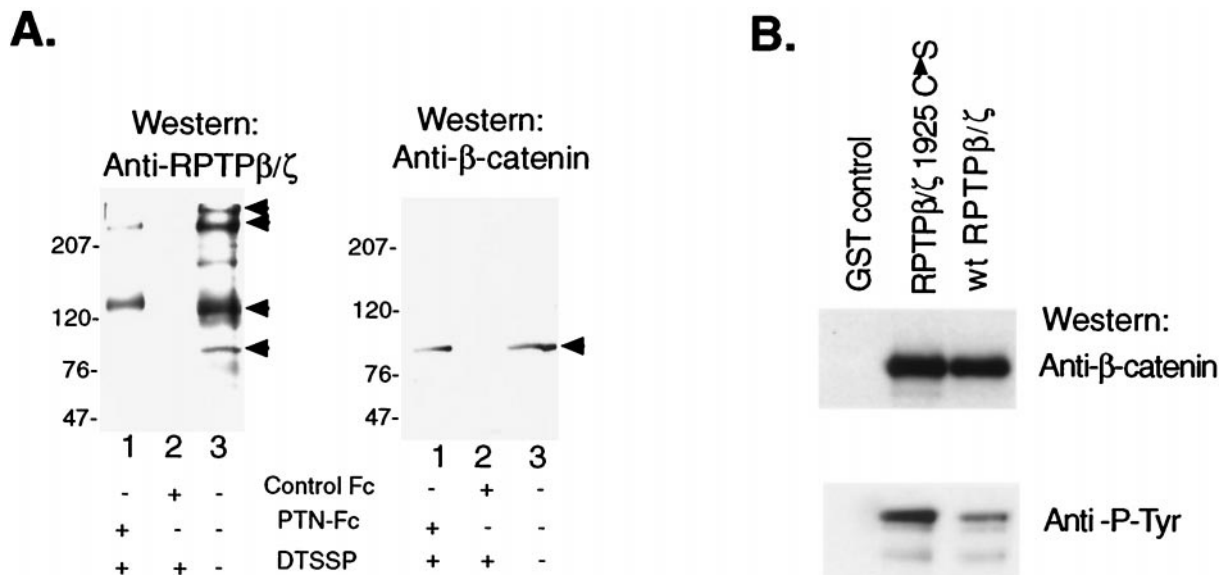 A.
Western:
Anti-RPTPβ/ζ
207-
120-
76-
47-
1 2 3
Western:
Anti-β-catenin
207-
120-
76-
47-
1 2 3
- + - Control Fc - + -
+ - - PTN-Fc + - -
+ + - DTSSP + + -
B.
GST control
RPTPβ/ζ 1925 C➤S
wt RPTPβ/ζ
Western:
Anti-β-catenin
Anti -P-Tyr